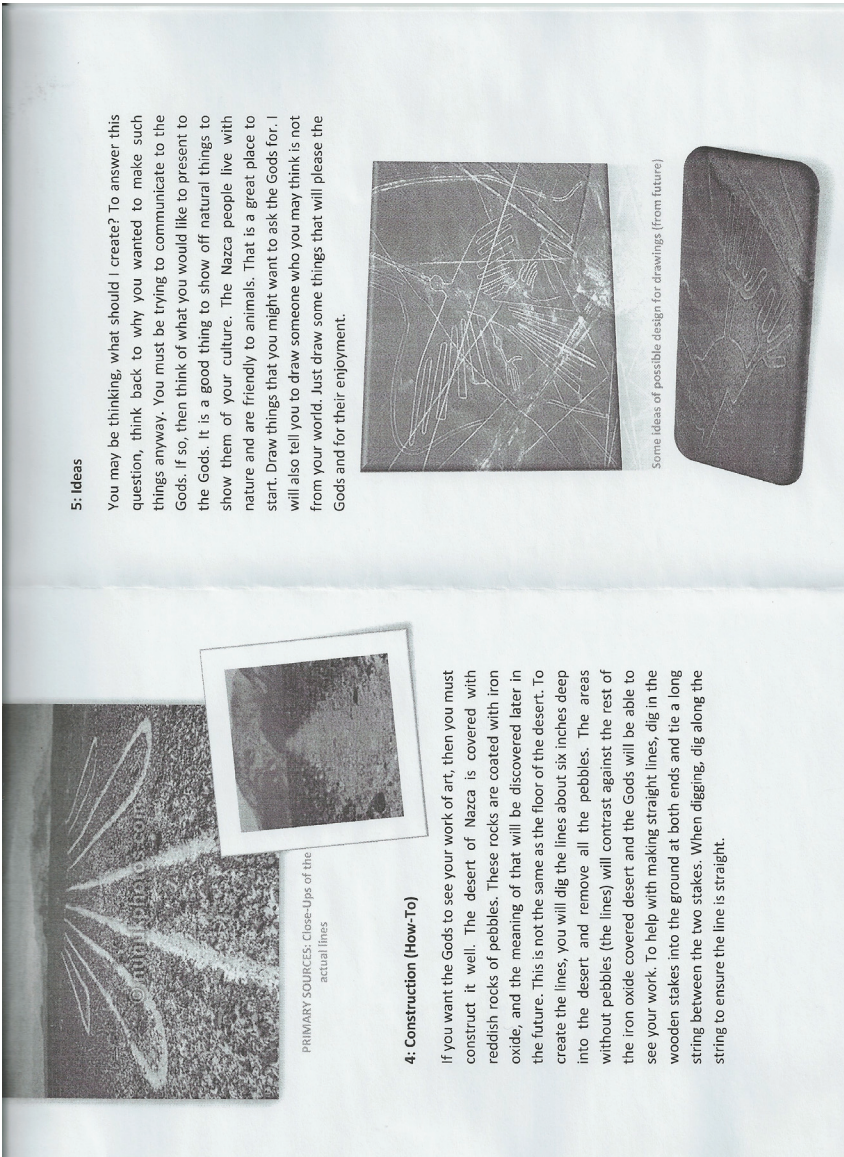 PRIMARY SOURCES: Close-Ups of the
actual lines
4: Construction (How-To)
If you want the Gods to see your work of art, then you must
construct it well. The desert of Nazca is covered with
reddish rocks of pebbles. These rocks are coated with iron
oxide, and the meaning of that will be discovered later in
the future. This is not the same as the floor of the desert. To
create the lines, you will dig the lines about six inches deep
into the desert and remove all the pebbles. The areas
without pebbles (the lines) will contrast against the rest of
the iron oxide covered desert and the Gods will be able to
see your work. To help with making straight lines, dig in the
wooden stakes into the ground at both ends and tie a long
string between the two stakes. When digging, dig along the
string to ensure the line is straight.
5: Ideas
You may be thinking, what should I create? To answer this
question, think back to why you wanted to make such
things anyway. You must be trying to communicate to the
Gods. If so, then think of what you would like to present to
the Gods. It is a good thing to show off natural things to
show them of your culture. The Nazca people live with
nature and are friendly to animals. That is a great place to
start. Draw things that you might want to ask the Gods for. I
will also tell you to draw someone who you may think is not
from your world. Just draw some things that will please the
Gods and for their enjoyment.
Some ideas of possible design for drawings (from future)